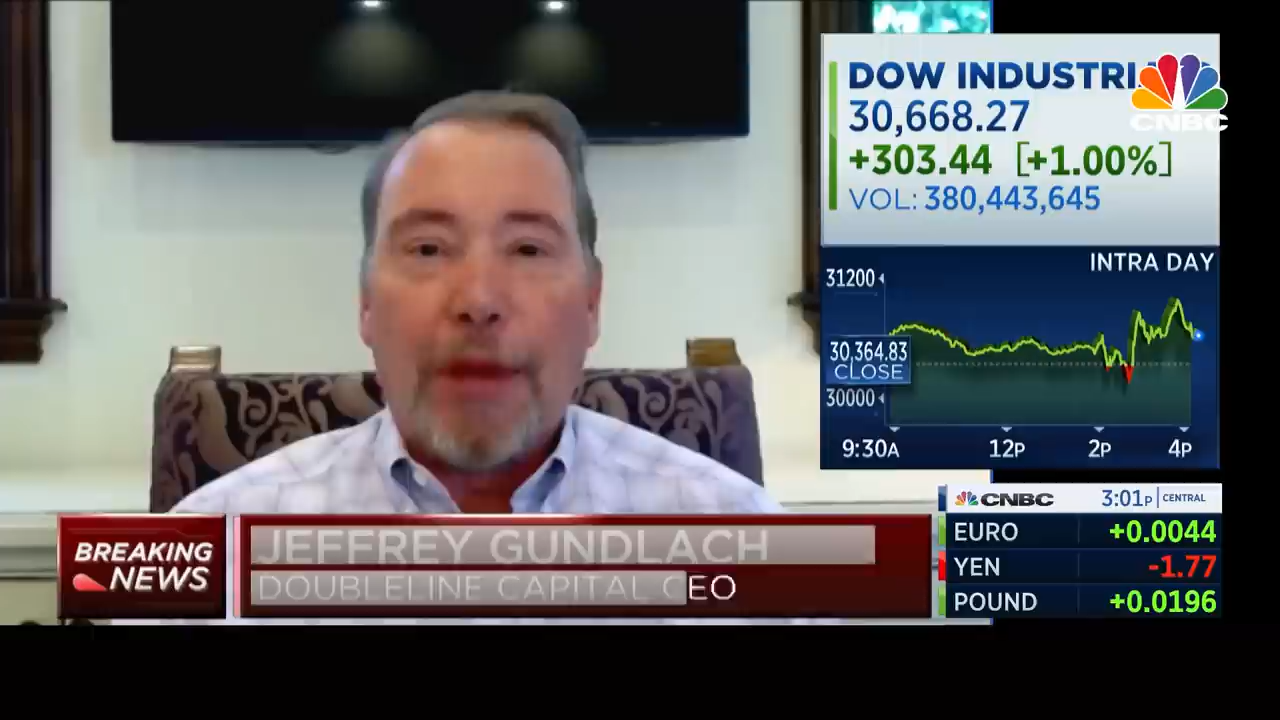 DOW INDUSTRI
30,668.27
+303.44 [+1.00%]
VOL: 380,443,645
CNBC
INTRA DAY
31200
30,364.83
CLOSE
30000
9:30A 12P 2P 4P
CNBC 3:01P CENTRAL
EURO +0.0044
YEN -1.77
POUND +0.0196
BREAKING
NEWS
JEFFREY GUNDLACH
DOUBLELINE CAPITAL CEO